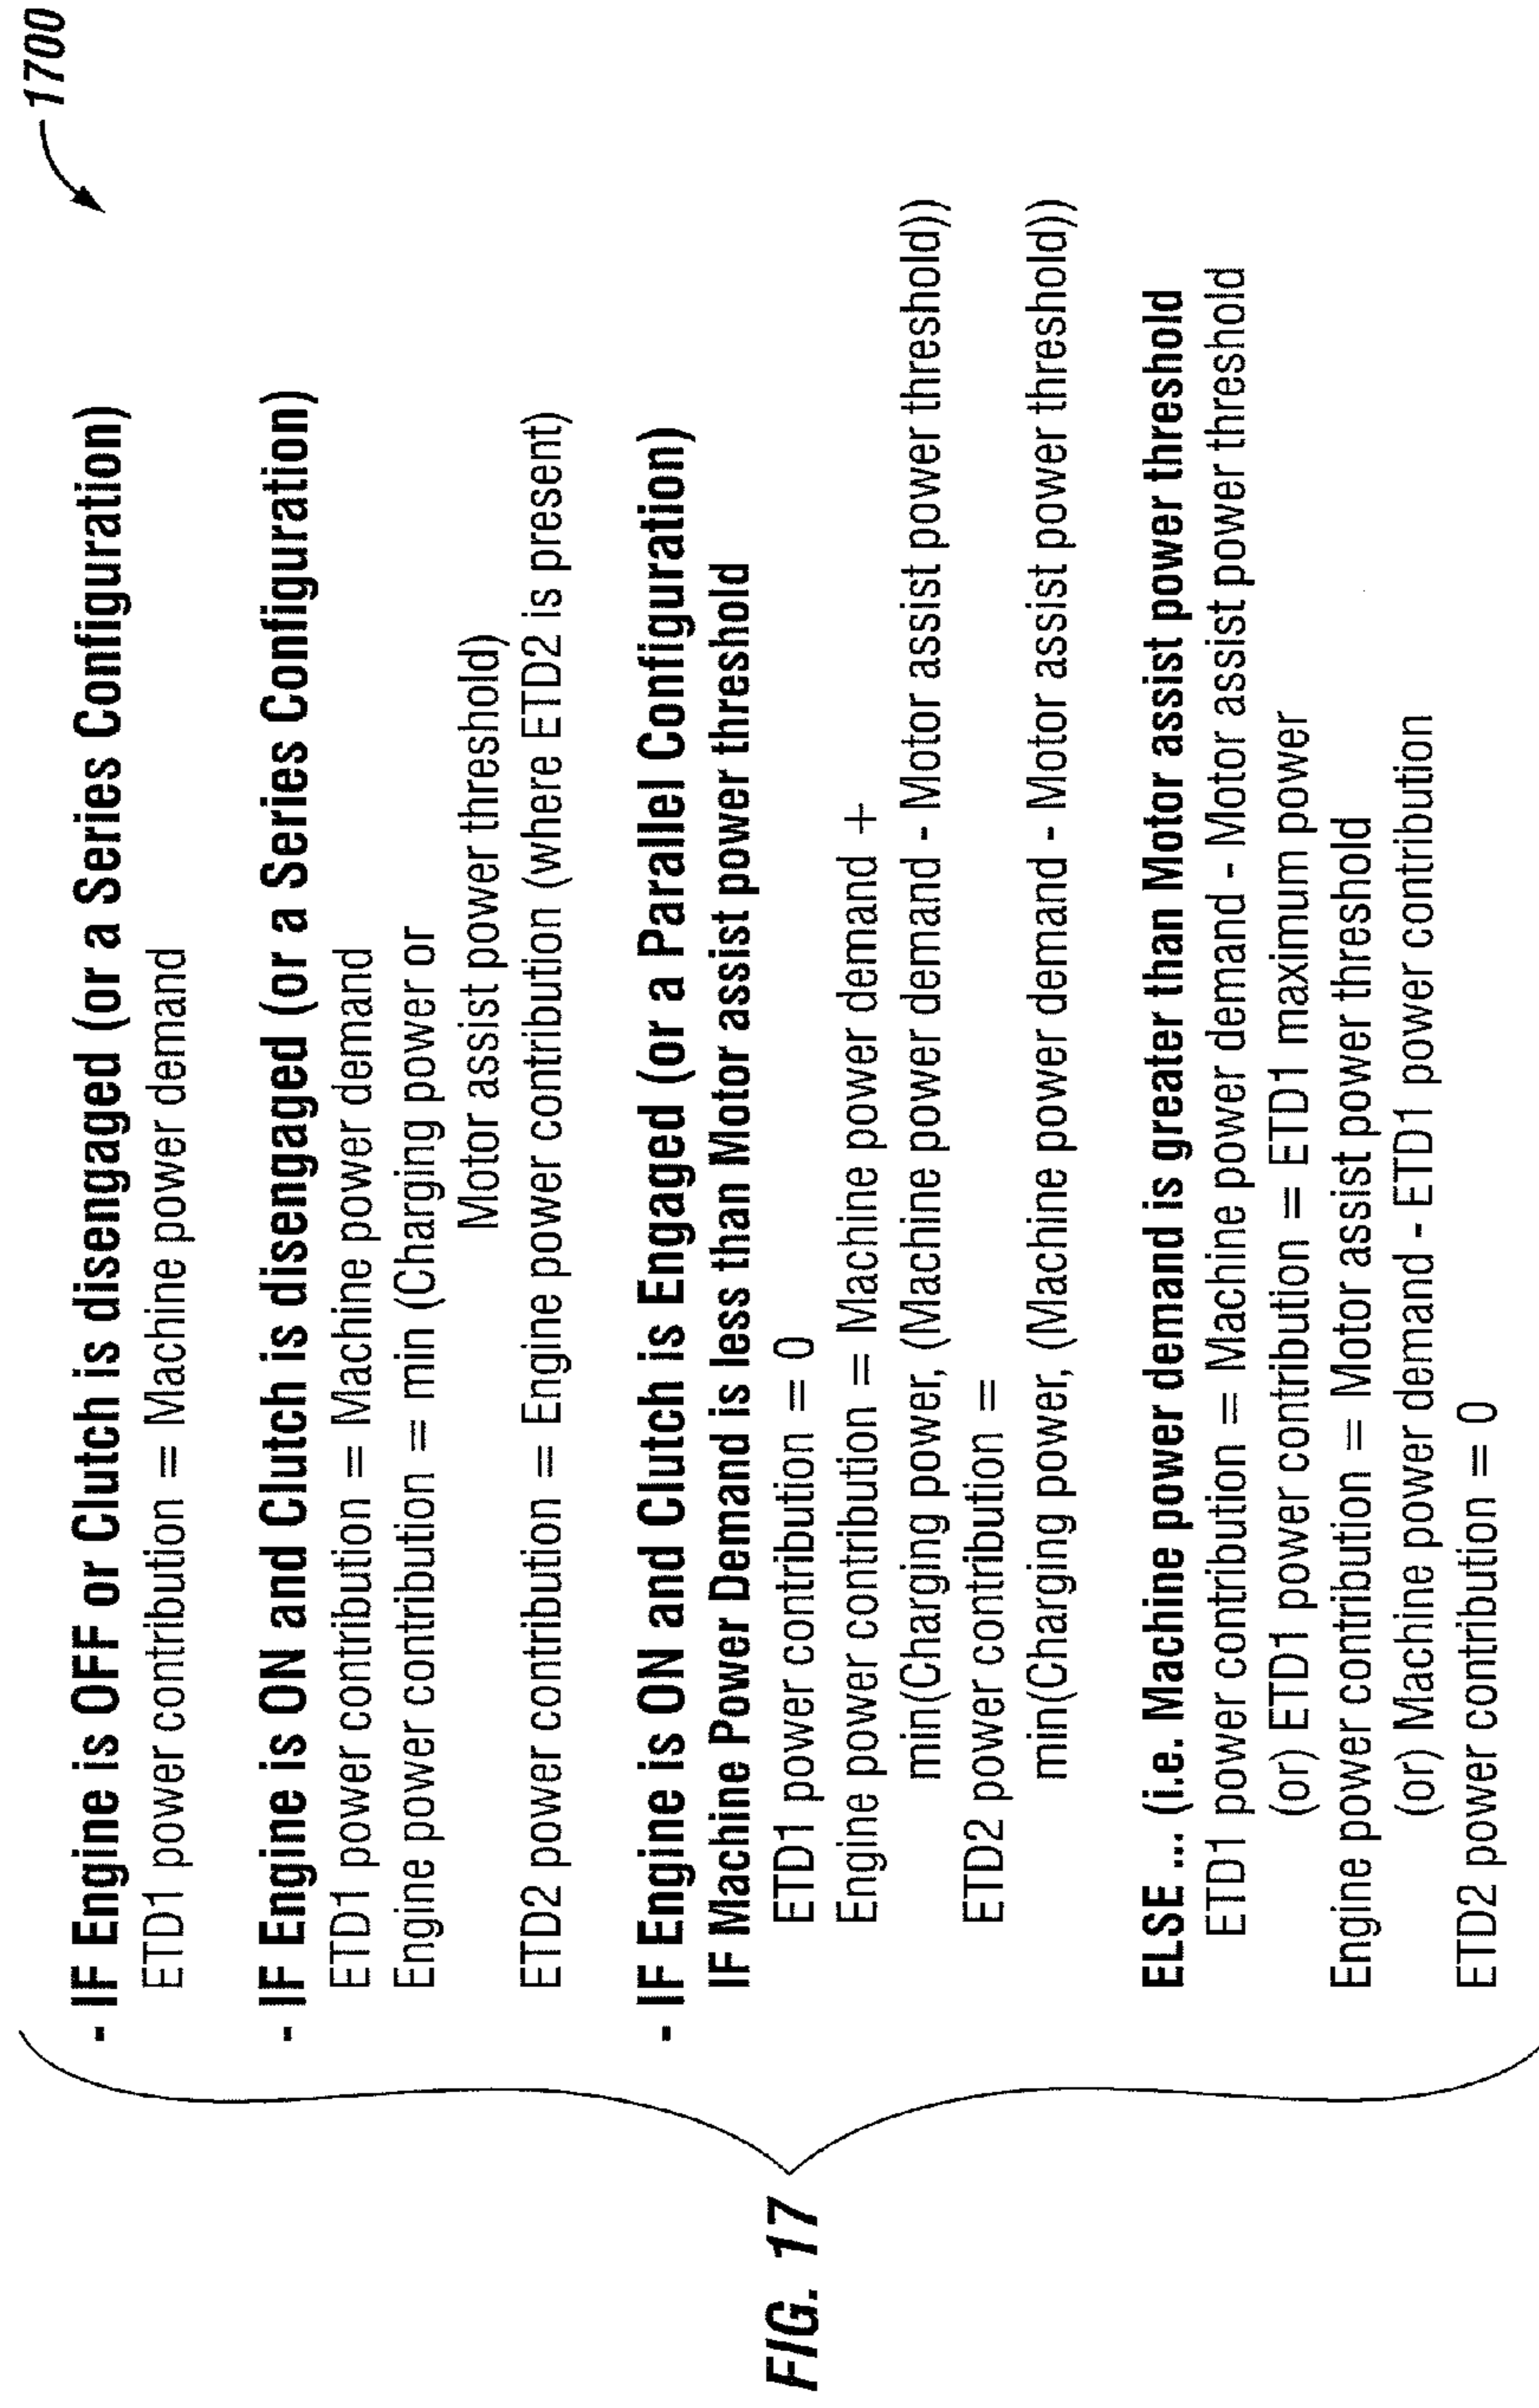 1700
- IF Engine is OFF or Clutch is disengaged (or a Series Configuration)
ETD1 power contribution = Machine power demand
- IF Engine is ON and Clutch is disengaged (or a Series Configuration)
ETD1 power contribution = Machine power demand
Engine power contribution = min (Charging power or
Motor assist power threshold)
ETD2 power contribution = Engine power contribution (where ETD2 is present)
- IF Engine is ON and Clutch is Engaged (or a Parallel Configuration)
IF Machine Power Demand is less than Motor assist power threshold
ETD1 power contribution = 0
Engine power contribution = Machine power demand +
min(Charging power, (Machine power demand - Motor assist power threshold))
ETD2 power contribution =
min(Charging power, (Machine power demand - Motor assist power threshold))
ELSE ... (i.e. Machine power demand is greater than Motor assist power threshold
ETD1 power contribution = Machine power demand - Motor assist power threshold
(or) ETD1 power contribution = ETD1 maximum power
Engine power contribution = Motor assist power threshold
(or) Machine power demand - ETD1 power contribution
ETD2 power contribution = 0
FIG. 17